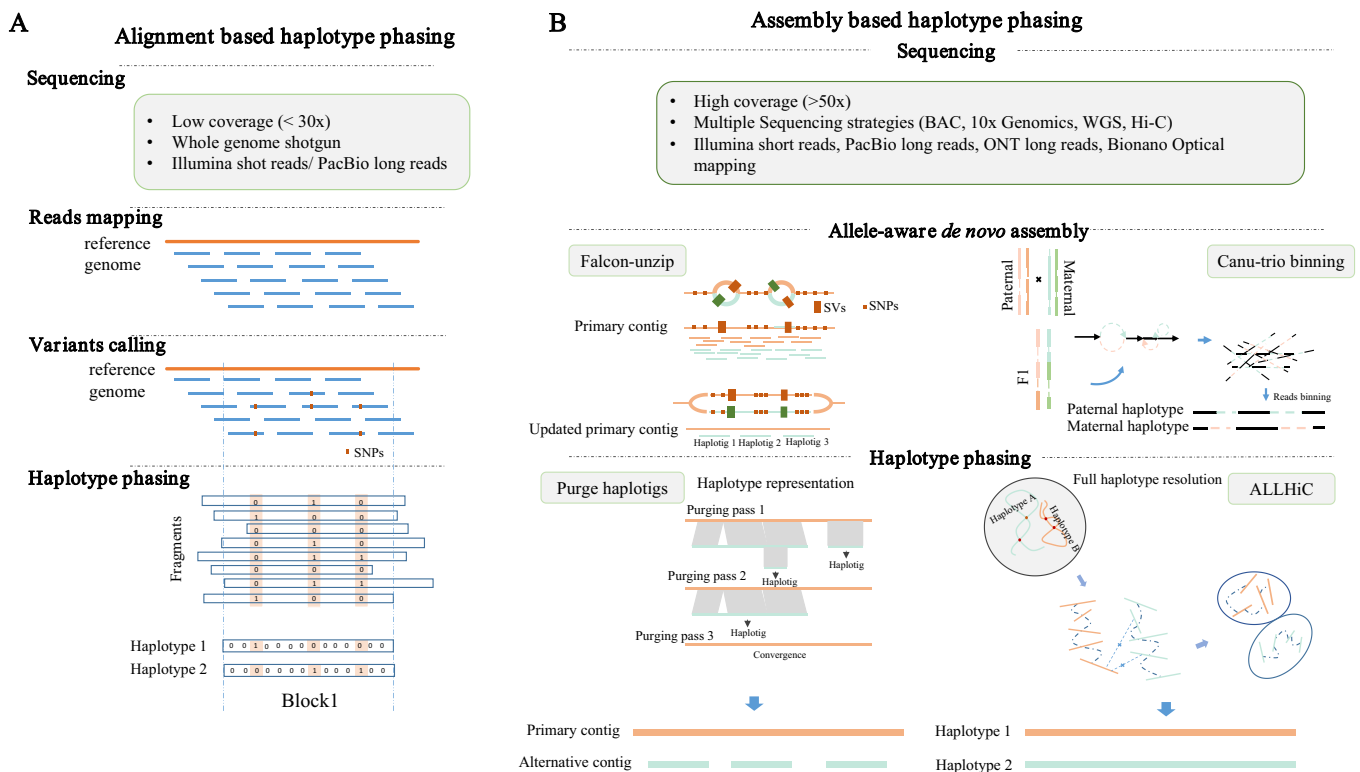 A
Alignment based haplotype phasing
Sequencing
• Low coverage (< 30x)
• Whole genome shotgun
• Illumina shot reads/ PacBio long reads
Reads mapping
reference
genome
Variants calling
reference
genome
SNPs
Haplotype phasing
Fragments
0 1 0
1 0 0
0 0 0
1 0 0
0 1 1
0 0 0
0 1 1
1 0 0
Haplotype 1
0 0 1 0 0 0 0 0 0 0 0 0 0 0
Haplotype 2
0 0 0 0 0 0 0 1 0 0 0 1 0 0
Block1
B
Assembly based haplotype phasing
Sequencing
• High coverage (>50x)
• Multiple Sequencing strategies (BAC, 10x Genomics, WGS, Hi-C)
• Illumina short reads, PacBio long reads, ONT long reads, Bionano Optical
mapping
Allele-aware de novo assembly
Falcon-unzip
SVs
SNPs
Primary contig
Updated primary contig
Haplotig 1
Haplotig 2
Haplotig 3
Canu-trio binning
Paternal
×
Maternal
F1
Reads binning
Paternal haplotype
Maternal haplotype
Haplotype phasing
Purge haplotigs
Haplotype representation
Purging pass 1
Haplotig
Haplotig
Purging pass 2
Haplotig
Purging pass 3
Convergence
Primary contig
Alternative contig
Full haplotype resolution
ALLHiC
Haplotype A
Haplotype B
Haplotype 1
Haplotype 2